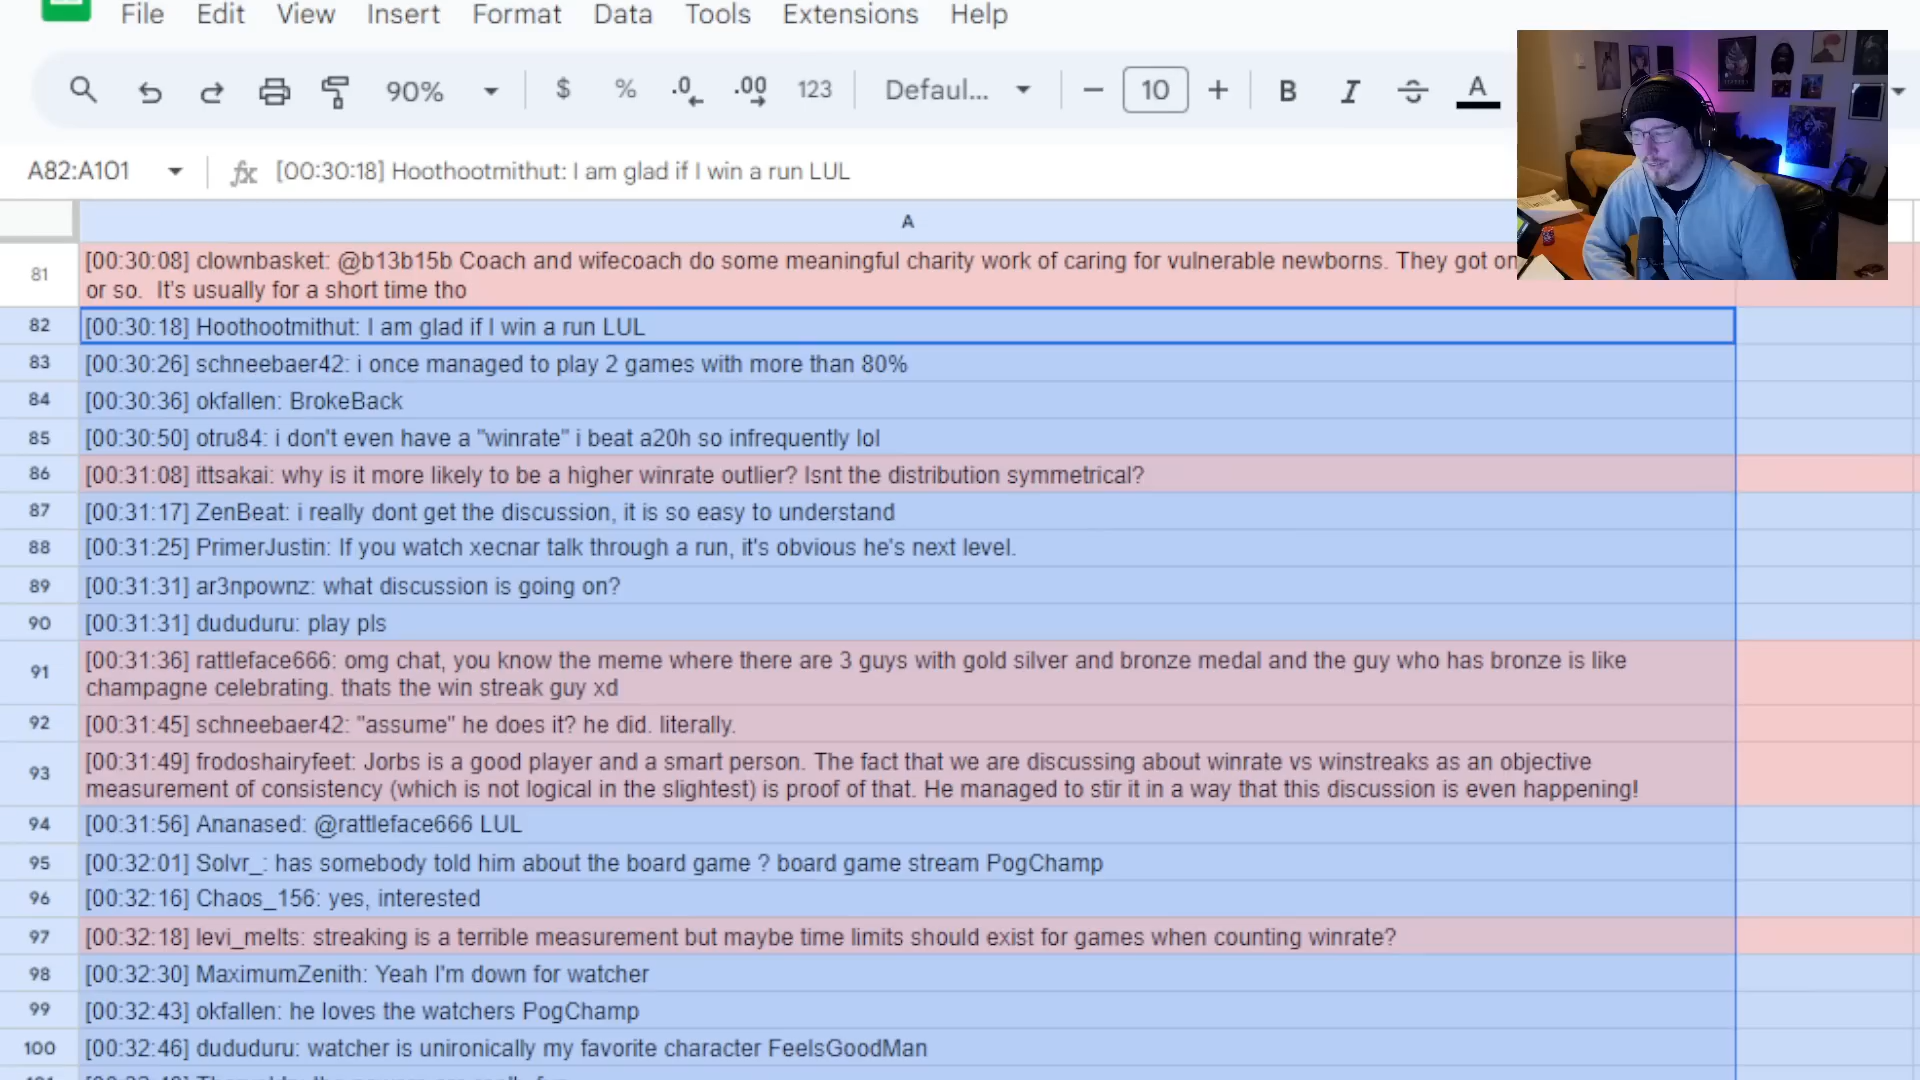 File Edit View Insert Format Data Tools Extensions Help
90% $ % .0 .00 123 Defaul... 10 B I A
A82:A101 fx [00:30:18] Hoothootmithut: I am glad if I win a run LUL
A
81 [00:30:08] clownbasket: @b13b15b Coach and wifecoach do some meaningful charity work of caring for vulnerable newborns. They got
or so. It's usually for a short time tho
82 [00:30:18] Hoothootmithut: I am glad if I win a run LUL
83 [00:30:26] schneebaer42: i once managed to play 2 games with more than 80%
84 [00:30:36] okfallen: BrokeBack
85 [00:30:50] otru84: i don't even have a "winrate" i beat a20h so infrequently lol
86 [00:31:08] ittsakai: why is it more likely to be a higher winrate outlier? Isnt the distribution symmetrical?
87 [00:31:17] ZenBeat: i really dont get the discussion, it is so easy to understand
88 [00:31:25] PrimerJustin: If you watch xecnar talk through a run, it's obvious he's next level.
89 [00:31:31] ar3npownz: what discussion is going on?
90 [00:31:31] dududuru: play pls
91 [00:31:36] rattleface666: omg chat, you know the meme where there are 3 guys with gold silver and bronze medal and the guy who has bronze is like
champagne celebrating. thats the win streak guy xd
92 [00:31:45] schneebaer42: "assume" he does it? he did. literally.
93 [00:31:49] frodoshairyfeet: Jorbs is a good player and a smart person. The fact that we are discussing about winrate vs winstreaks as an objective
measurement of consistency (which is not logical in the slightest) is proof of that. He managed to stir it in a way that this discussion is even happening!
94 [00:31:56] Ananased: @rattleface666 LUL
95 [00:32:01] Solvr_: has somebody told him about the board game ? board game stream PogChamp
96 [00:32:16] Chaos_156: yes, interested
97 [00:32:18] levi_melts: streaking is a terrible measurement but maybe time limits should exist for games when counting winrate?
98 [00:32:30] MaximumZenith: Yeah I'm down for watcher
99 [00:32:43] okfallen: he loves the watchers PogChamp
100 [00:32:46] dududuru: watcher is unironically my favorite character FeelsGoodMan